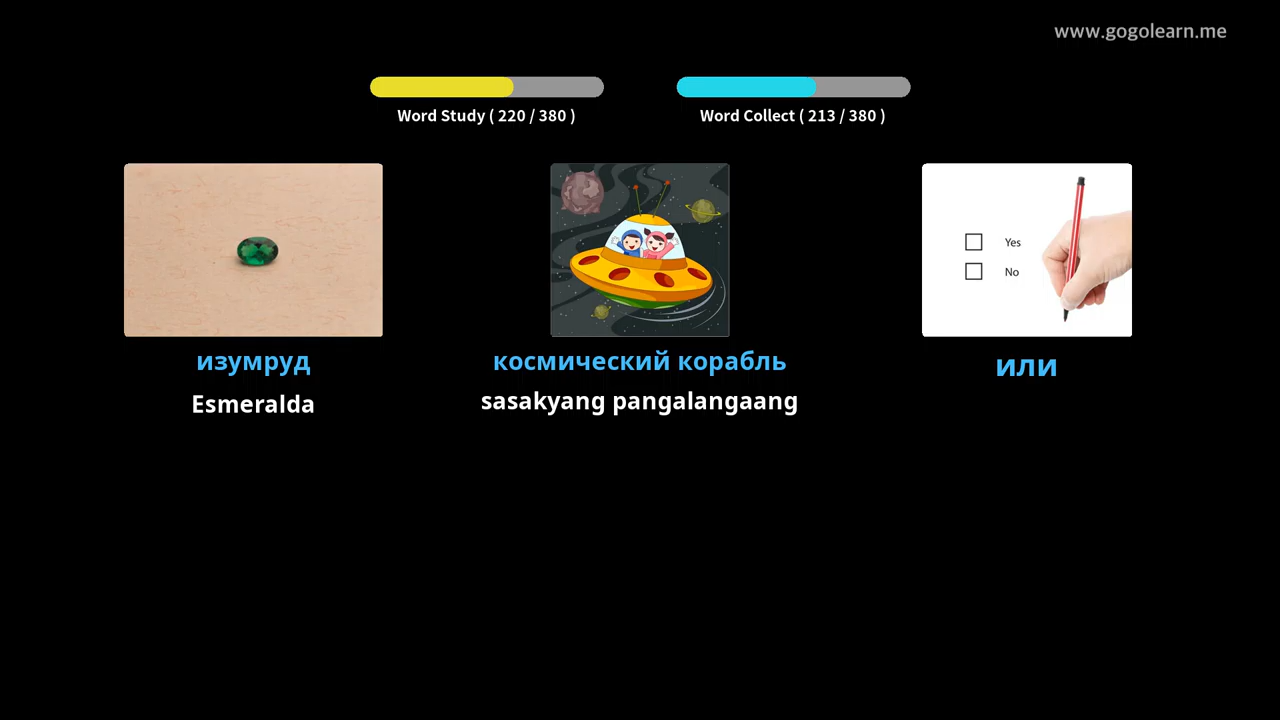 www.gogolearn.me
Word Study ( 220 / 380 )
Word Collect ( 213 / 380 )
Yes
No
изумруд
космический корабль
или
Esmeralda
sasakyang pangalangaang